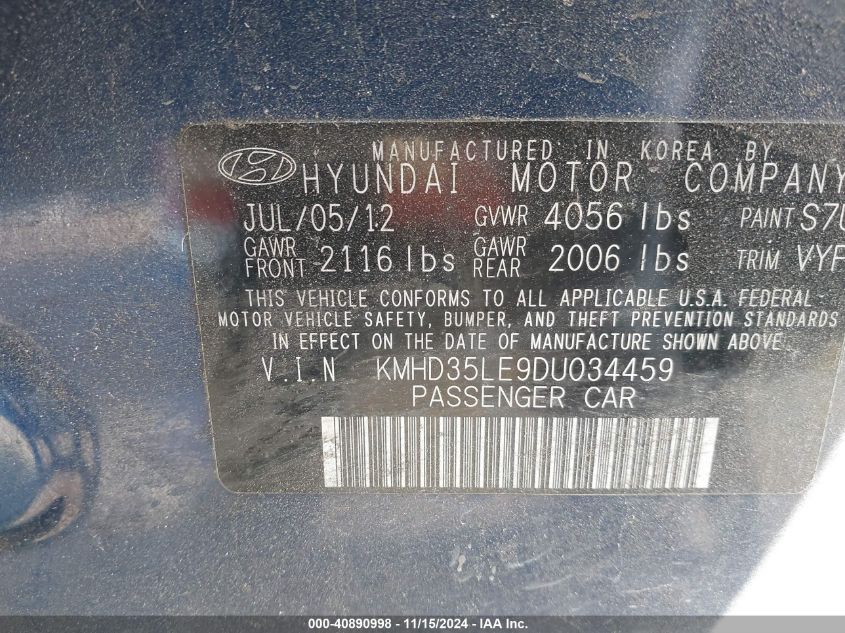 MANUFACTURED IN KOREA BY
HYUNDAI MOTOR COMPANY
JUL/05/12 GVWR 4056 lbs PAINT S7U
GAWR FRONT 2116 lbs GAWR REAR 2006 lbs TRIM VYF
THIS VEHICLE CONFORMS TO ALL APPLICABLE U.S.A. FEDERAL
MOTOR VEHICLE SAFETY, BUMPER, AND THEFT PREVENTION STANDARDS
IN EFFECT ON THE DATE OF MANUFACTURE SHOWN ABOVE.
V.I.N KMHD35LE9DU034459
PASSENGER CAR
000-40890998 - 11/15/2024 - IAA Inc.